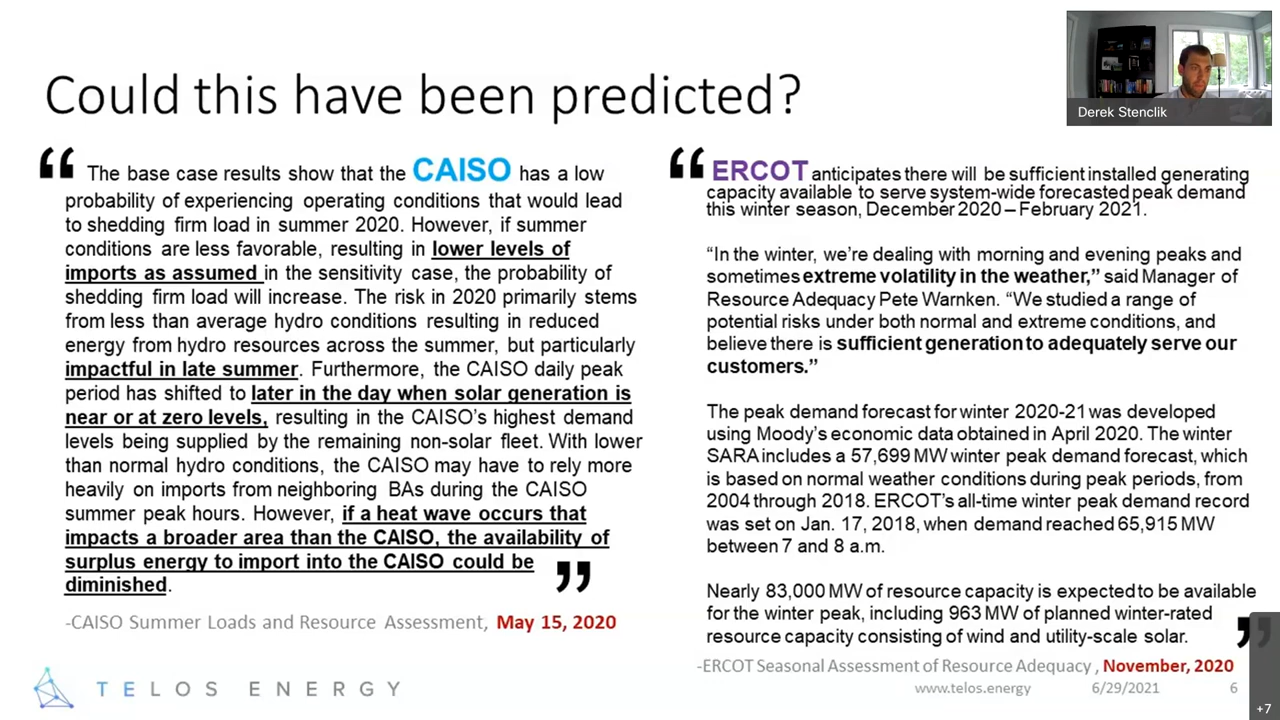 Could this have been predicted?
Derek Stenclik
“ The base case results show that the CAISO has a low
probability of experiencing operating conditions that would lead
to shedding firm load in summer 2020. However, if summer
conditions are less favorable, resulting in lower levels of
imports as assumed in the sensitivity case, the probability of
shedding firm load will increase. The risk in 2020 primarily stems
from less than average hydro conditions resulting in reduced
energy from hydro resources across the summer, but particularly
impactful in late summer. Furthermore, the CAISO daily peak
period has shifted to later in the day when solar generation is
near or at zero levels, resulting in the CAISO’s highest demand
levels being supplied by the remaining non-solar fleet. With lower
than normal hydro conditions, the CAISO may have to rely more
heavily on imports from neighboring BAs during the CAISO
summer peak hours. However, if a heat wave occurs that
impacts a broader area than the CAISO, the availability of
surplus energy to import into the CAISO could be
diminished. ”
-CAISO Summer Loads and Resource Assessment, May 15, 2020
“ ERCOT anticipates there will be sufficient installed generating
capacity available to serve system-wide forecasted peak demand
this winter season, December 2020 – February 2021.
“In the winter, we’re dealing with morning and evening peaks and
sometimes extreme volatility in the weather,” said Manager of
Resource Adequacy Pete Warnken. “We studied a range of
potential risks under both normal and extreme conditions, and
believe there is sufficient generation to adequately serve our
customers.”
The peak demand forecast for winter 2020-21 was developed
using Moody’s economic data obtained in April 2020. The winter
SARA includes a 57,699 MW winter peak demand forecast, which
is based on normal weather conditions during peak periods, from
2004 through 2018. ERCOT’s all-time winter peak demand record
was set on Jan. 17, 2018, when demand reached 65,915 MW
between 7 and 8 a.m.
Nearly 83,000 MW of resource capacity is expected to be available
for the winter peak, including 963 MW of planned winter-rated
resource capacity consisting of wind and utility-scale solar. ”
-ERCOT Seasonal Assessment of Resource Adequacy , November, 2020
TELOS ENERGY
www.telos.energy 6/29/2021 6
+7